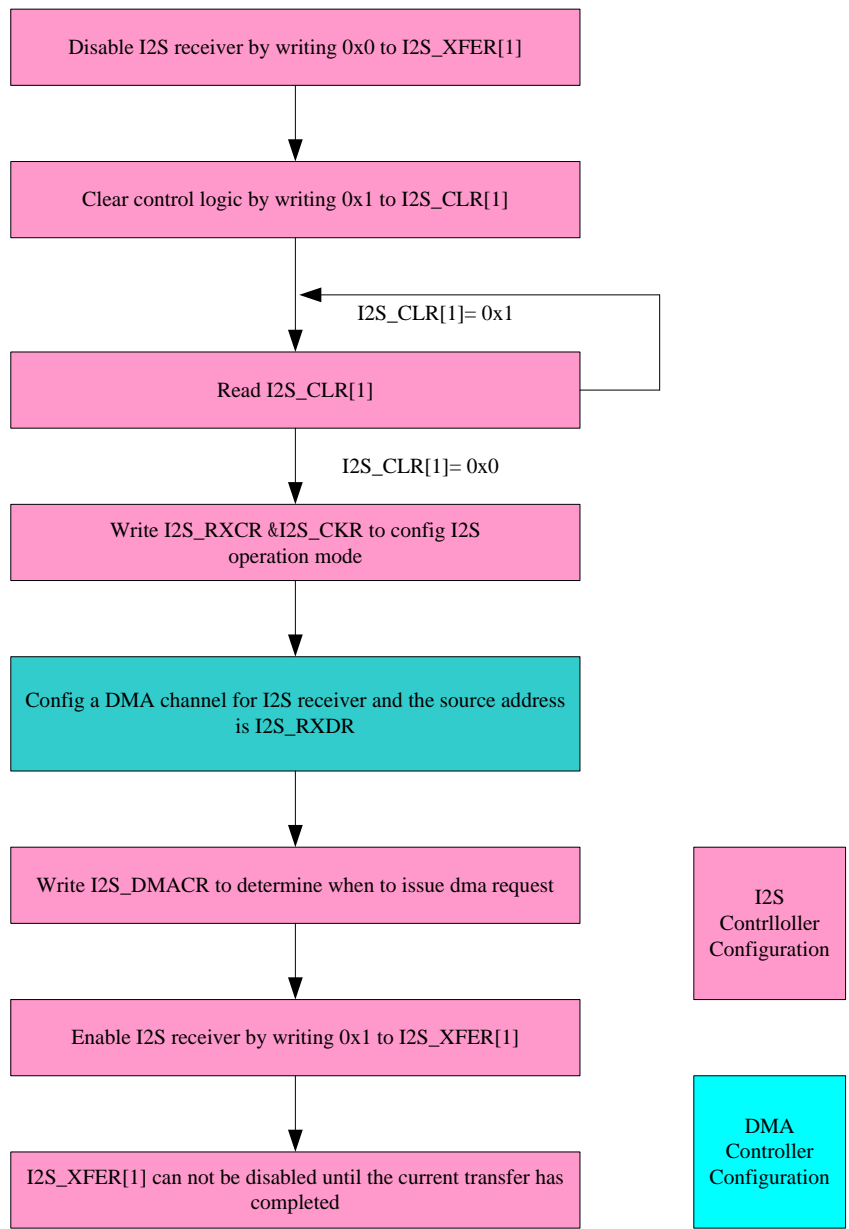 Disable I2S receiver by writing 0x0 to I2S_XFER[1]
Clear control logic by writing 0x1 to I2S_CLR[1]
I2S_CLR[1]= 0x1
Read I2S_CLR[1]
I2S_CLR[1]= 0x0
Write I2S_RXCR &I2S_CKR to config I2S
operation mode
Config a DMA channel for I2S receiver and the source address
is I2S_RXDR
Write I2S_DMACR to determine when to issue dma request
Enable I2S receiver by writing 0x1 to I2S_XFER[1]
I2S_XFER[1] can not be disabled until the current transfer has
completed
I2S
Contrlloller
Configuration
DMA
Controller
Configuration